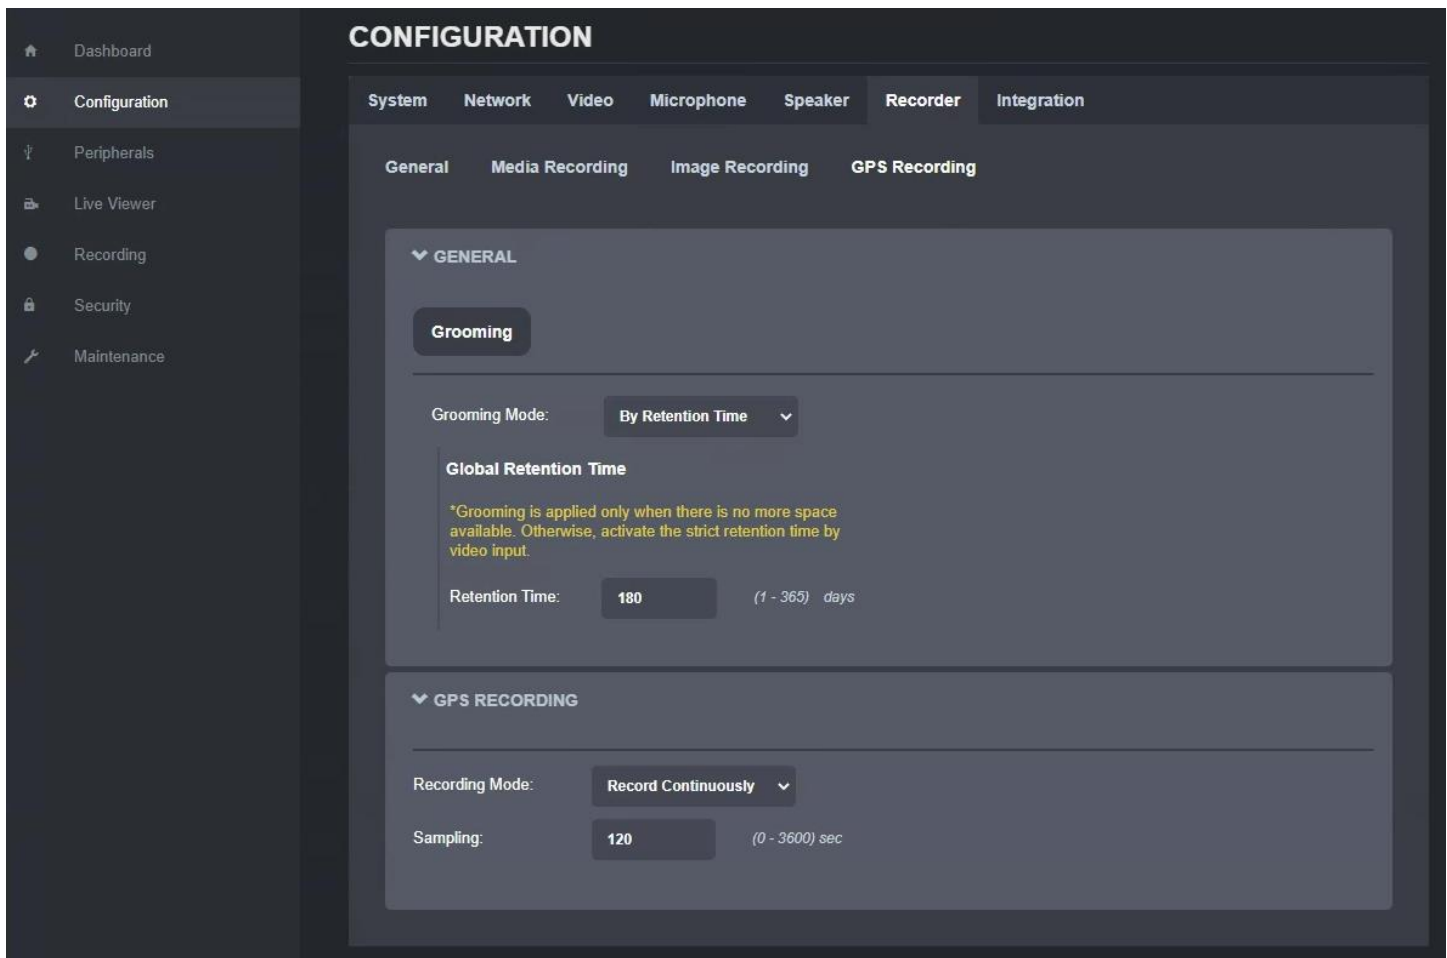 Dashboard
Configuration
Peripherals
Live Viewer
Recording
Security
Maintenance
CONFIGURATION
System Network Video Microphone Speaker Recorder Integration
General Media Recording Image Recording GPS Recording
GENERAL
Grooming
Grooming Mode: By Retention Time
Global Retention Time
*Grooming is applied only when there is no more space
available. Otherwise, activate the strict retention time by
video input.
Retention Time: 180 (1 - 365) days
GPS RECORDING
Recording Mode: Record Continuously
Sampling: 120 (0 - 3600) sec